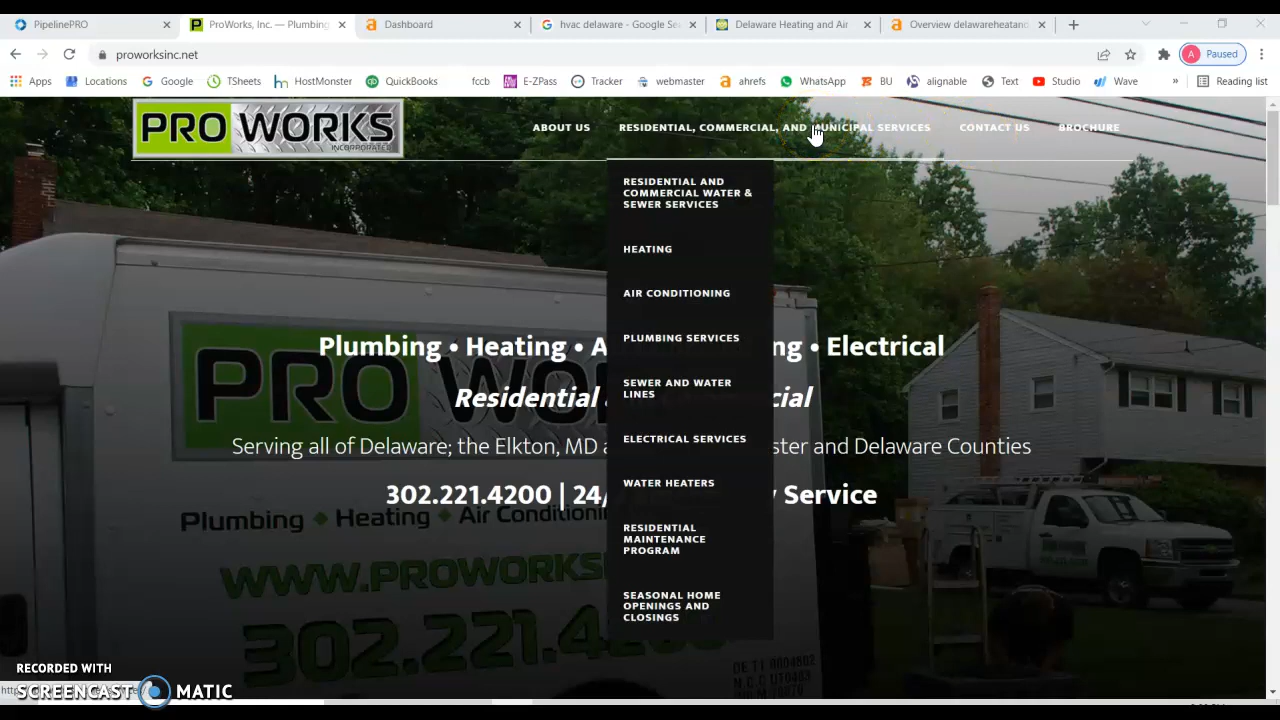 PipelinePRO
ProWorks, Inc. — Plumbing
Dashboard
hvac delaware - Google Se
Delaware Heating and Air
Overview delawareheatand
proworksinc.net
A Paused
Apps Locations Google TSheets HostMonster QuickBooks fccb E-ZPass Tracker webmaster ahrefs WhatsApp BU alignable Text Studio Wave » Reading list
PRO WORKS
INCORPORATED
ABOUT US RESIDENTIAL, COMMERCIAL, AND MUNICIPAL SERVICES CONTACT US BROCHURE
RESIDENTIAL AND
COMMERCIAL WATER &
SEWER SERVICES
HEATING
AIR CONDITIONING
PLUMBING SERVICES
SEWER AND WATER
LINES
ELECTRICAL SERVICES
WATER HEATERS
RESIDENTIAL
MAINTENANCE
PROGRAM
SEASONAL HOME
OPENINGS AND
CLOSINGS
Plumbing • Heating • A ng • Electrical
Residential cial
Serving all of Delaware; the Elkton, MD a ster and Delaware Counties
302.221.4200 | 24/ y Service
PRO WO
Plumbing Heating Air Condition
WWW.PROWORKS
302.221.42
RECORDED WITH
SCREENCAST MATIC